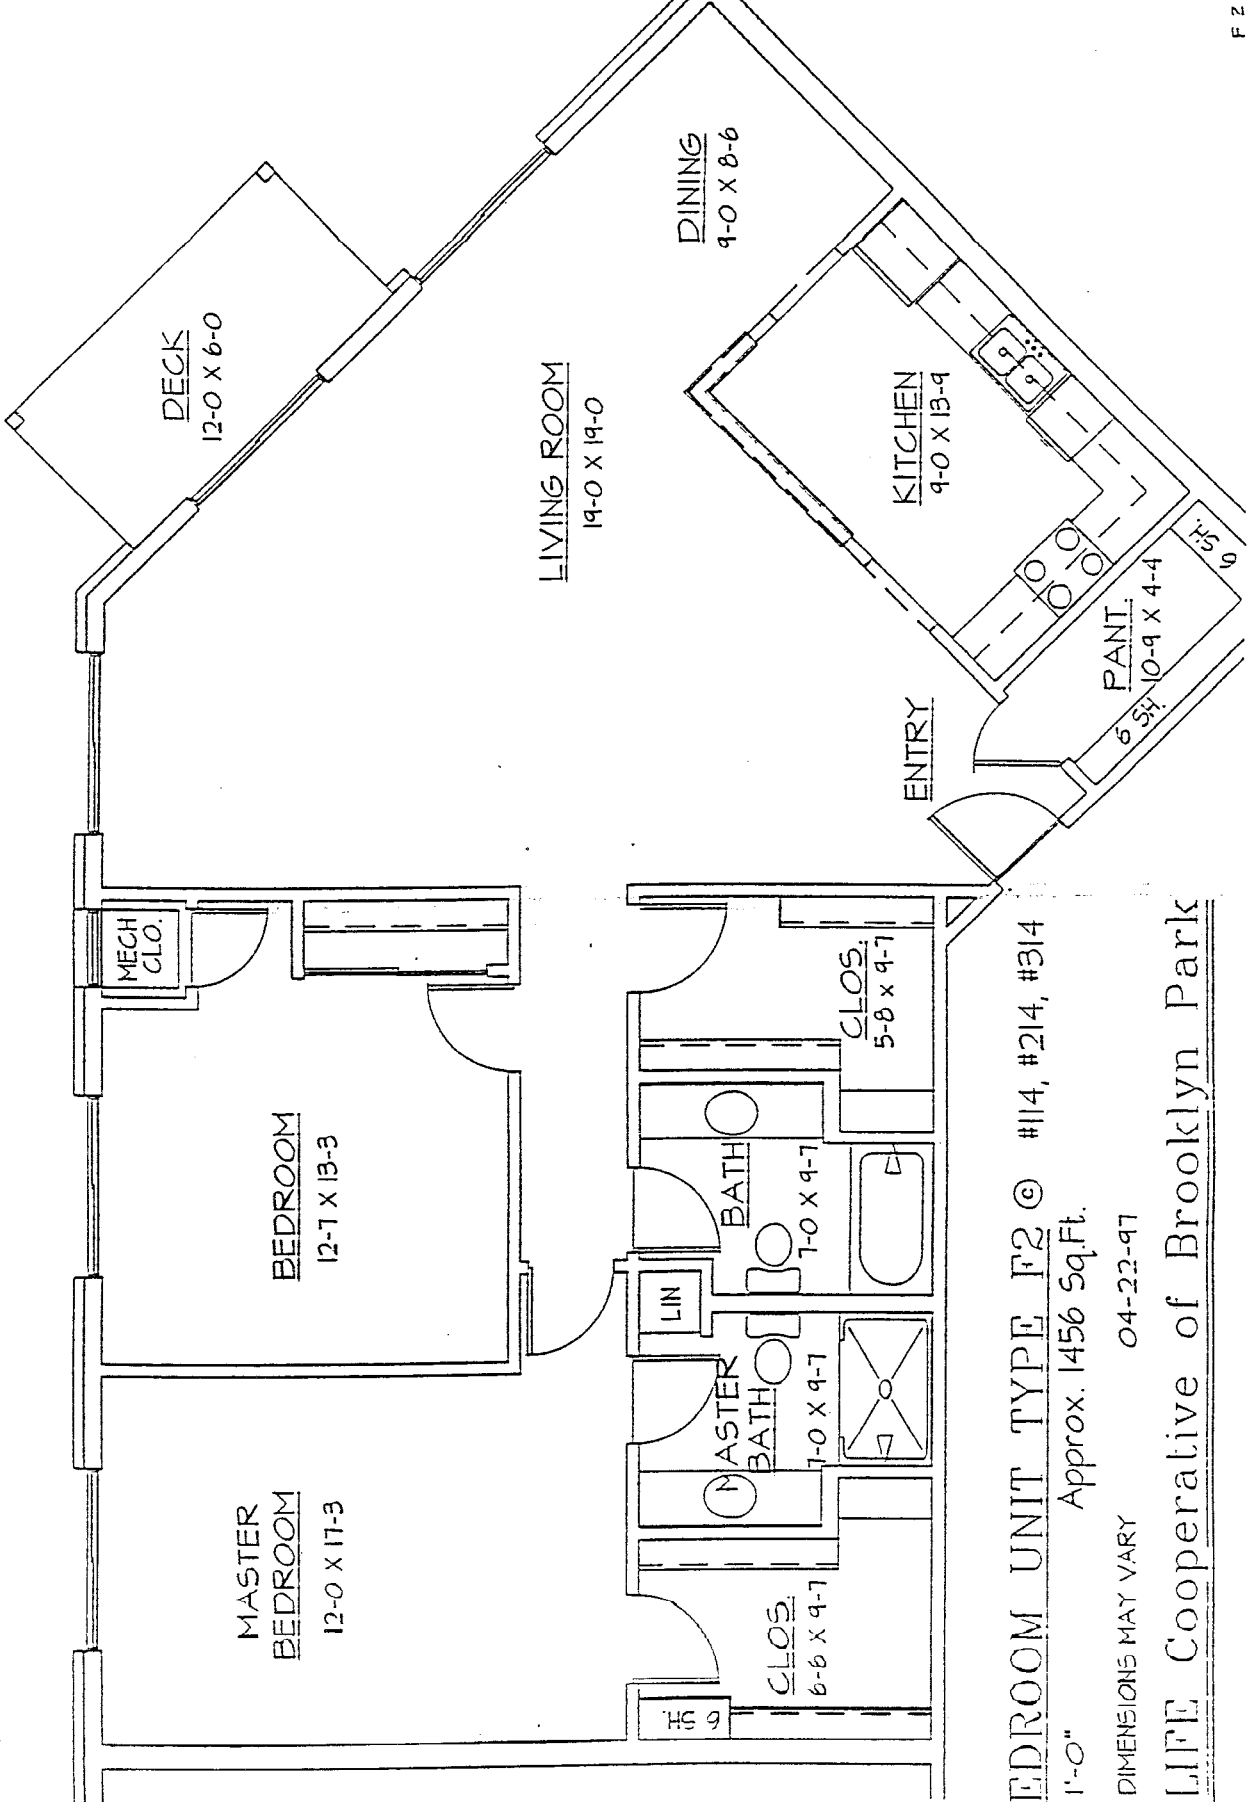 F2
DECK
12-0 X 6-0
DINING
9-0 X 8-6
LIVING ROOM
19-0 X 19-0
KITCHEN
9-0 X 13-9
6 SH.
PANT.
10-9 X 4-4
6 SH.
ENTRY
MECH
CLO.
BEDROOM
12-7 X 13-3
CLOS.
5-8 X 9-7
BATH
7-0 X 9-7
LIN
MASTER
BATH
7-0 X 9-7
MASTER
BEDROOM
12-0 X 17-3
CLOS.
6-6 X 9-7
6 SH.
EDROOM UNIT TYPE F2 © #114, #214, #314
1'-0" Approx. 1456 Sq.Ft.
DIMENSIONS MAY VARY 04-22-97
LIFE Cooperative of Brooklyn Park